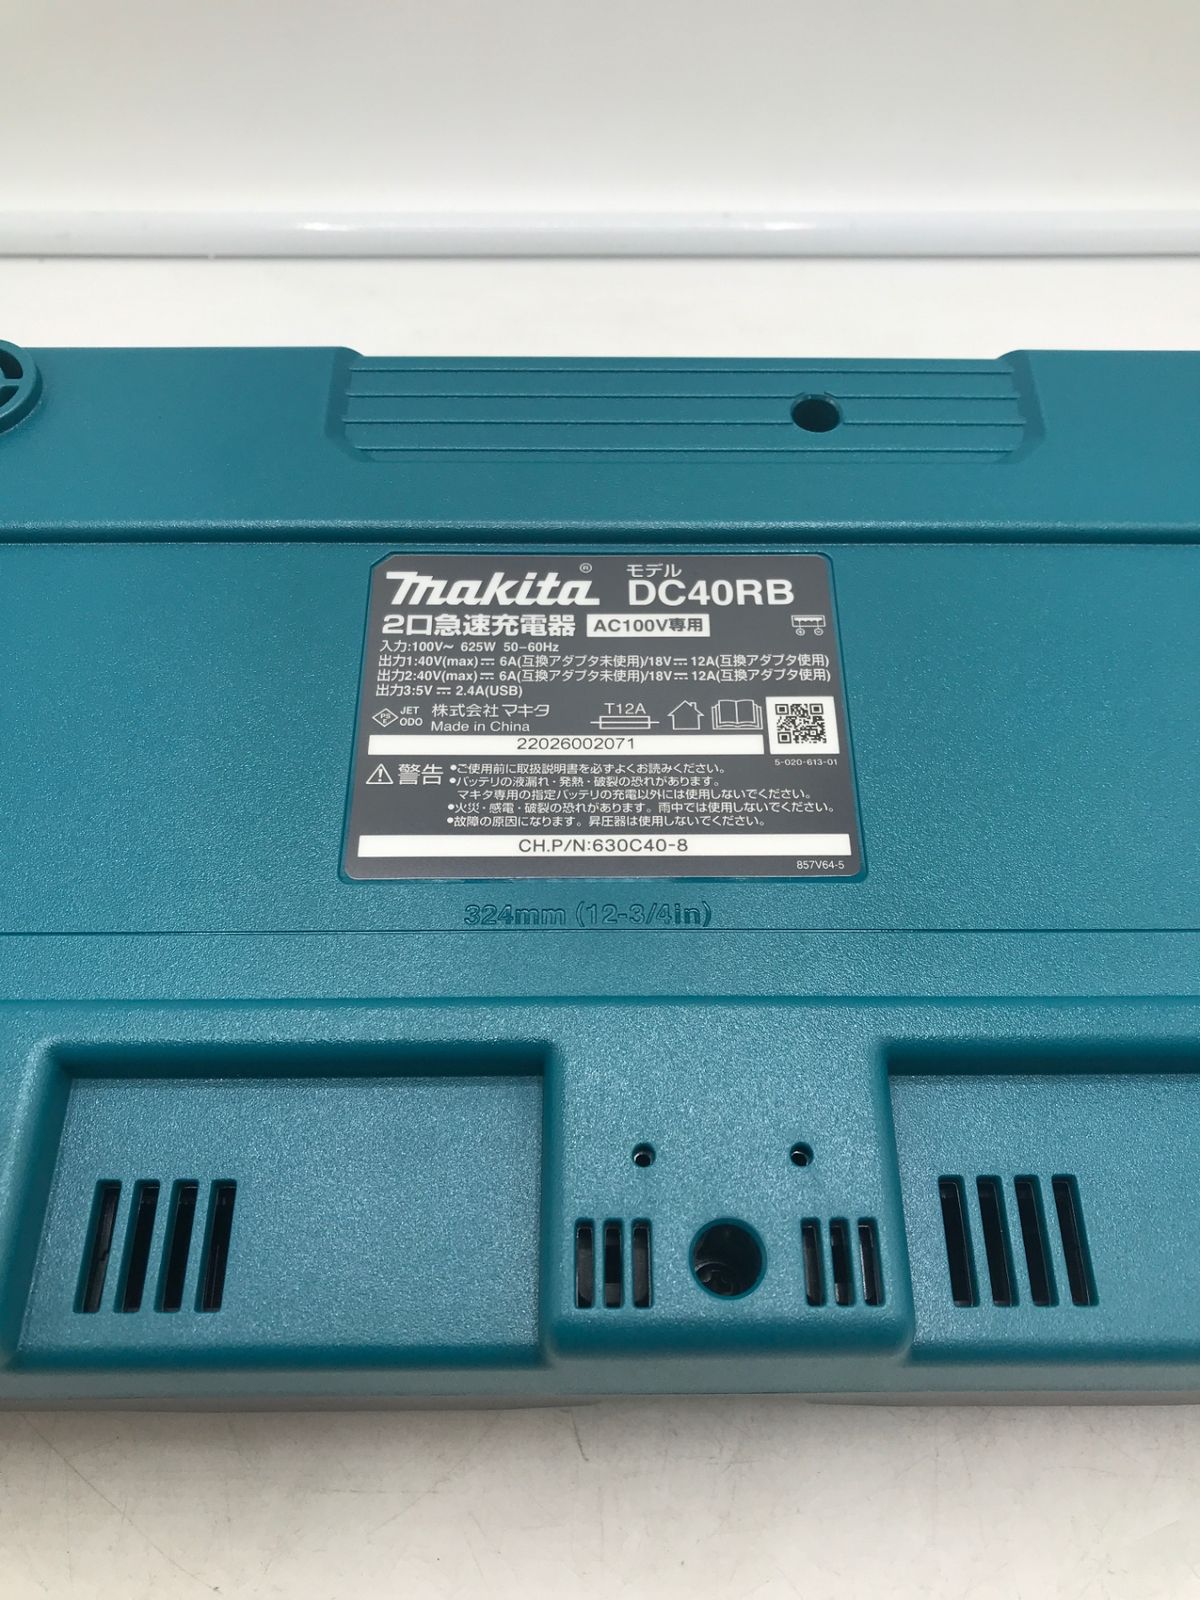 makita® モデル DC40RB
2口急速充電器 AC100V専用
入力:100V~ 625W 50-60Hz
出力1:40V(max)⎓ 6A(互換アダプタ未使用)/18V⎓ 12A(互換アダプタ使用)
出力2:40V(max)⎓ 6A(互換アダプタ未使用)/18V⎓ 12A(互換アダプタ使用)
出力3:5V⎓ 2.4A(USB)
PSE JET 株式会社マキタ T12A
ODO Made in China
22026002071
5-020-613-01
⚠警告 •ご使用前に取扱説明書を必ずよくお読みください。
•バッテリの液漏れ・発熱・破裂の恐れがあります。
マキタ専用の指定バッテリの充電以外には使用しないでください。
•火災・感電・破裂の恐れがあります。雨中では使用しないでください。
•故障の原因になります。昇圧器は使用しないでください。
CH.P/N:630C40-8
857V64-5
324mm (12-3/4in)